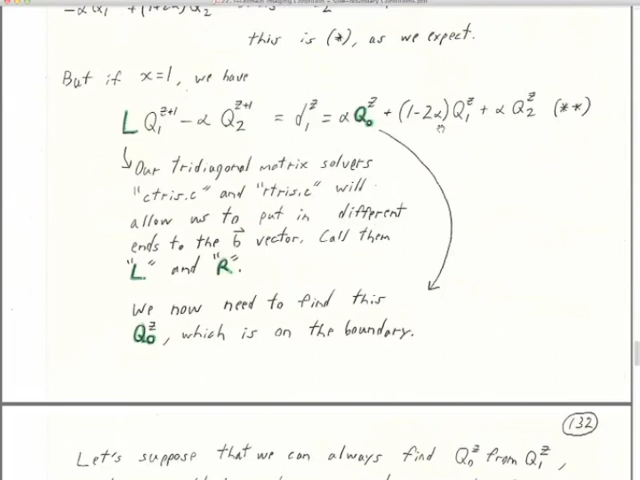 this is (*), as we expect.
But if x=1, we have
L Q₁^{z+1} - α Q₂^{z+1} = d₁^z = α Q₀^z + (1-2α) Q₁^z + α Q₂^z (**)
Our tridiagonal matrix solvers
"ctris.c" and "rtris.c" will
allow us to put in different
ends to the b⃗ vector. Call them
"L" and "R".
We now need to find this
Q₀^z, which is on the boundary.
132
Let's suppose that we can always find Q₀^z from Q₁^z,